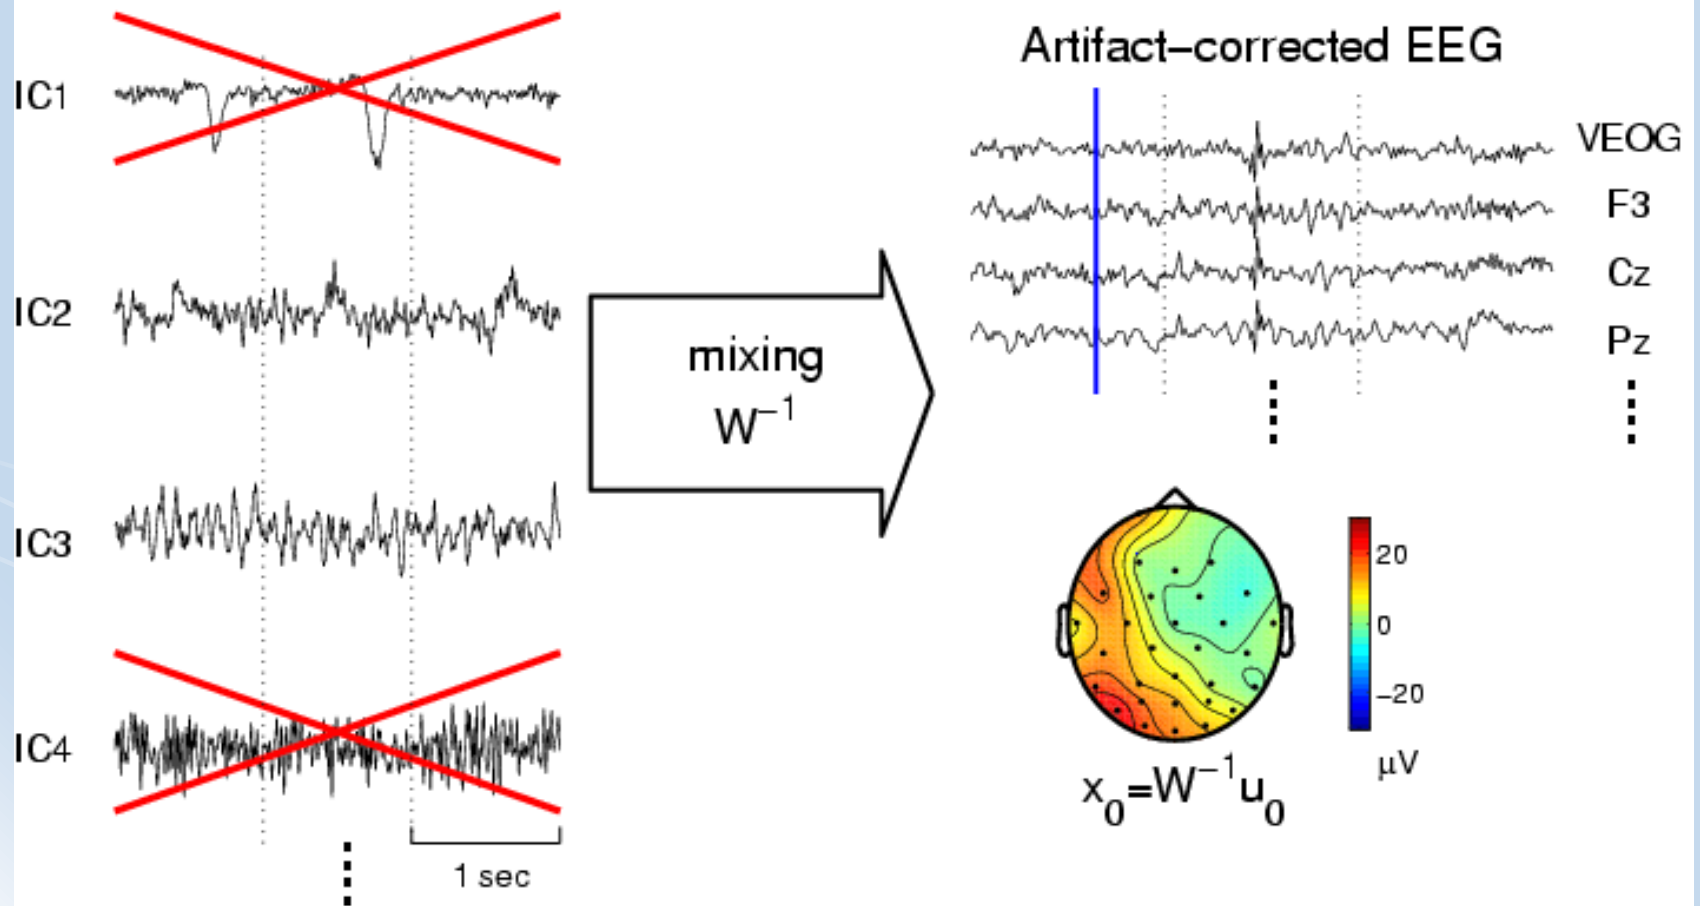 IC1
IC2
IC3
IC4
1 sec
mixing
W⁻¹
Artifact–corrected EEG
VEOG
F3
Cz
Pz
20
0
−20
μV
x₀=W⁻¹u₀